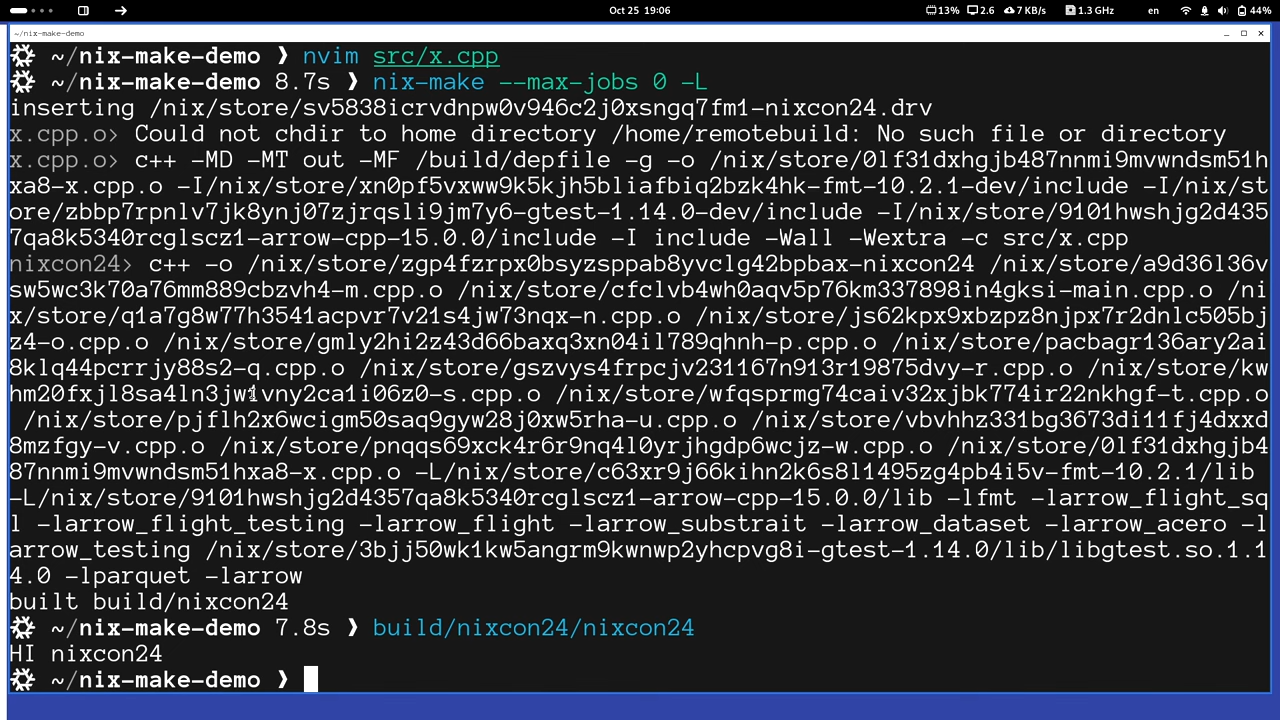 Oct 25 19:06
13% 2.6 7 KB/s 1.3 GHz en 44%
~/nix-make-demo
~/nix-make-demo ❱ nvim src/x.cpp
~/nix-make-demo 8.7s ❱ nix-make --max-jobs 0 -L
inserting /nix/store/sv5838icrvdnpw0v946c2j0xsngq7fm1-nixcon24.drv
x.cpp.o> Could not chdir to home directory /home/remotebuild: No such file or directory
x.cpp.o> c++ -MD -MT out -MF /build/depfile -g -o /nix/store/0lf31dxhgjb487nnmi9mvwndsm51h
xa8-x.cpp.o -I/nix/store/xn0pf5vxww9k5kjh5bliafbiq2bzk4hk-fmt-10.2.1-dev/include -I/nix/st
ore/zbbp7rpnlv7jk8ynj07zjrqsli9jm7y6-gtest-1.14.0-dev/include -I/nix/store/9101hwshjg2d435
7qa8k5340rcglscz1-arrow-cpp-15.0.0/include -I include -Wall -Wextra -c src/x.cpp
nixcon24> c++ -o /nix/store/zgp4fzrpx0bsyzsppab8yvclg42bpbax-nixcon24 /nix/store/a9d36l36v
sw5wc3k70a76mm889cbzvh4-m.cpp.o /nix/store/cfclvb4wh0aqv5p76km337898in4gksi-main.cpp.o /ni
x/store/q1a7g8w77h3541acpvr7v21s4jw73nqx-n.cpp.o /nix/store/js62kpx9xbzpz8njpx7r2dnlc505bj
z4-o.cpp.o /nix/store/gmly2hi2z43d66baxq3xn04il789qhnh-p.cpp.o /nix/store/pacbagr136ary2ai
8klq44pcrrjy88s2-q.cpp.o /nix/store/gszvys4frpcjv231167n913r19875dvy-r.cpp.o /nix/store/kw
hm20fxjl8sa4ln3jw1vny2ca1i06z0-s.cpp.o /nix/store/wfqsprmg74caiv32xjbk774ir22nkhgf-t.cpp.o
/nix/store/pjflh2x6wcigm50saq9gyw28j0xw5rha-u.cpp.o /nix/store/vbvhhz331bg3673di11fj4dxxd
8mzfgy-v.cpp.o /nix/store/pnqqs69xck4r6r9nq4l0yrjhgdp6wcjz-w.cpp.o /nix/store/0lf31dxhgjb4
87nnmi9mvwndsm51hxa8-x.cpp.o -L/nix/store/c63xr9j66kihn2k6s8l1495zg4pb4i5v-fmt-10.2.1/lib
-L/nix/store/9101hwshjg2d4357qa8k5340rcglscz1-arrow-cpp-15.0.0/lib -lfmt -larrow_flight_sq
l -larrow_flight_testing -larrow_flight -larrow_substrait -larrow_dataset -larrow_acero -l
arrow_testing /nix/store/3bjj50wk1kw5angrm9kwnwp2yhcpvg8i-gtest-1.14.0/lib/libgtest.so.1.1
4.0 -lparquet -larrow
built build/nixcon24
~/nix-make-demo 7.8s ❱ build/nixcon24/nixcon24
HI nixcon24
~/nix-make-demo ❱